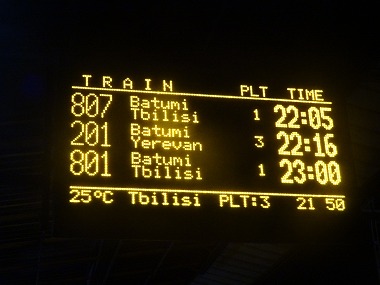 TRAIN PLT TIME
807 Batumi Tbilisi 1 22:05
201 Batumi Yerevan 3 22:16
801 Batumi Tbilisi 1 23:00
25°C Tbilisi PLT:3 21 50